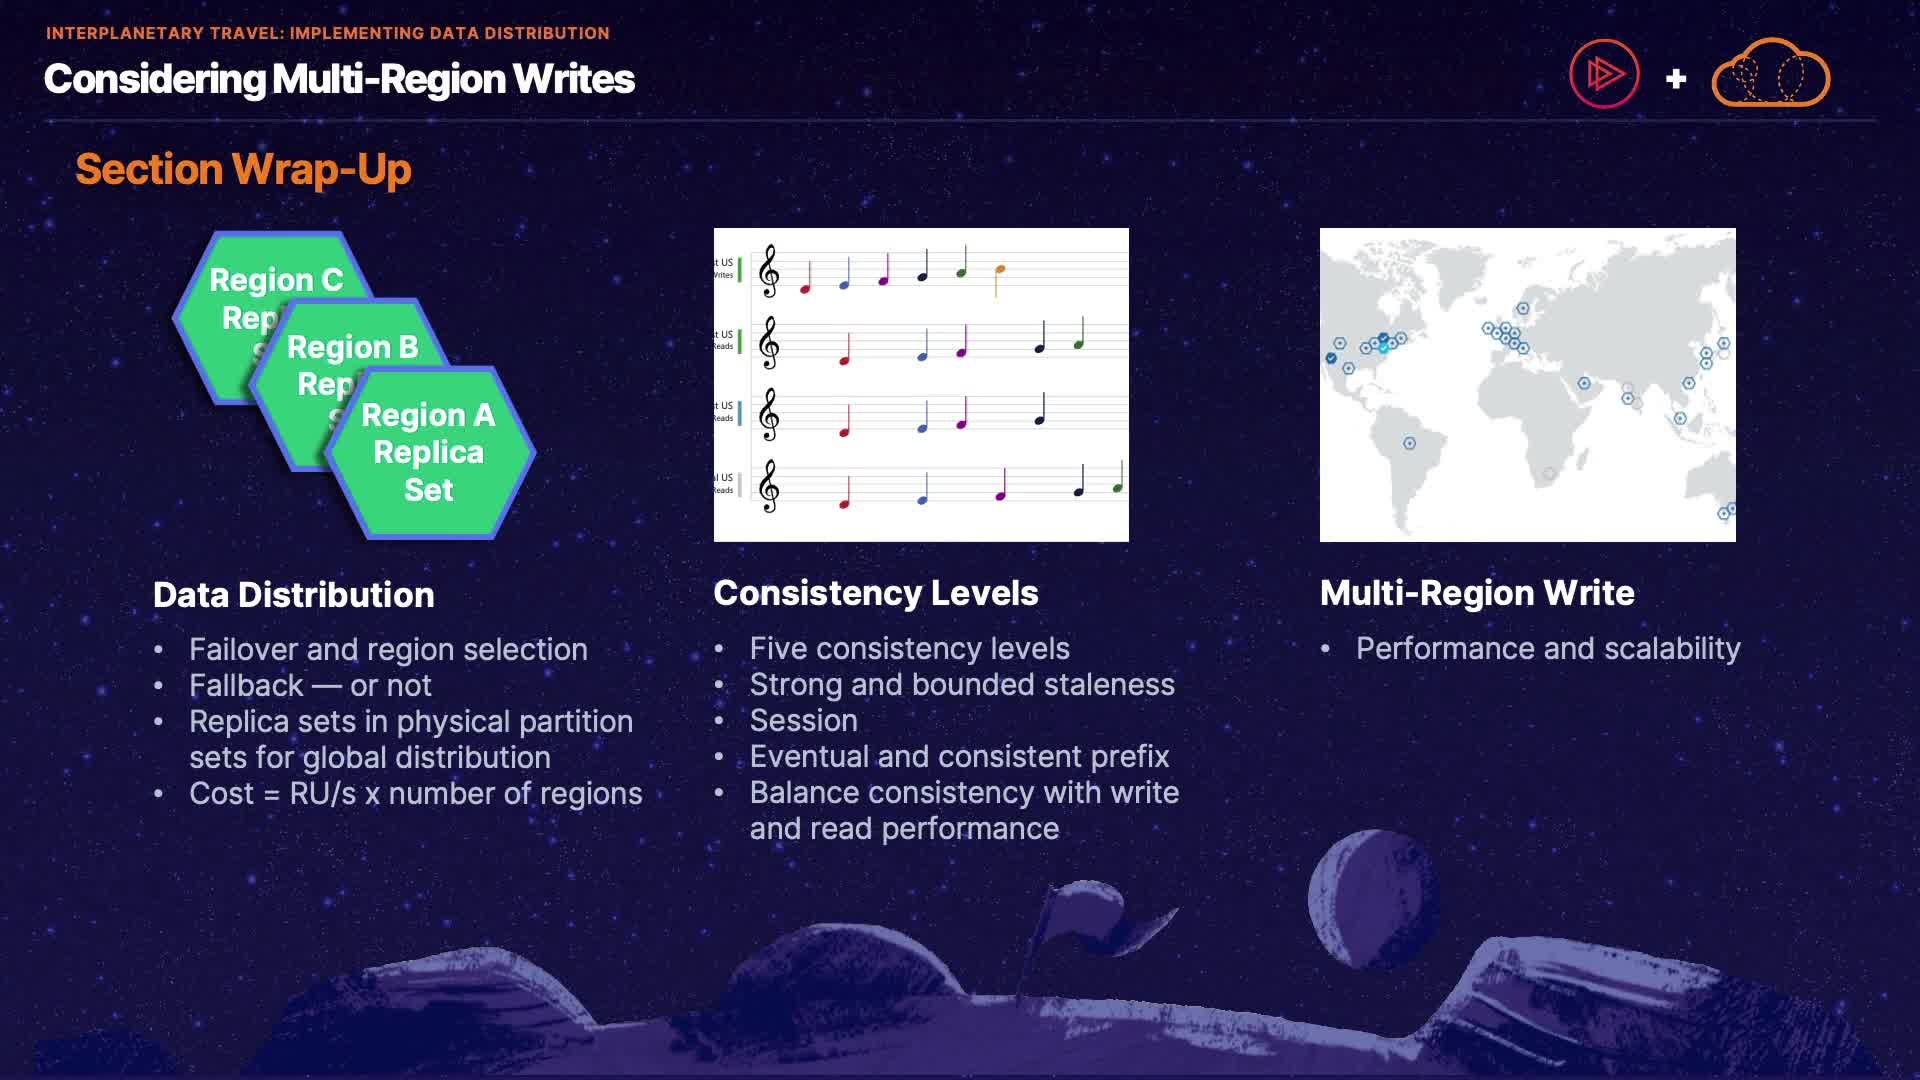 INTERPLANETARY TRAVEL: IMPLEMENTING DATA DISTRIBUTION
Considering Multi-Region Writes
Section Wrap-Up
Region C
Region B
Region A
Replica
Set
t US
Writes
t US
Reads
t US
Reads
l US
Reads
Data Distribution
• Failover and region selection
• Fallback — or not
• Replica sets in physical partition
sets for global distribution
• Cost = RU/s x number of regions
Consistency Levels
• Five consistency levels
• Strong and bounded staleness
• Session
• Eventual and consistent prefix
• Balance consistency with write
and read performance
Multi-Region Write
• Performance and scalability